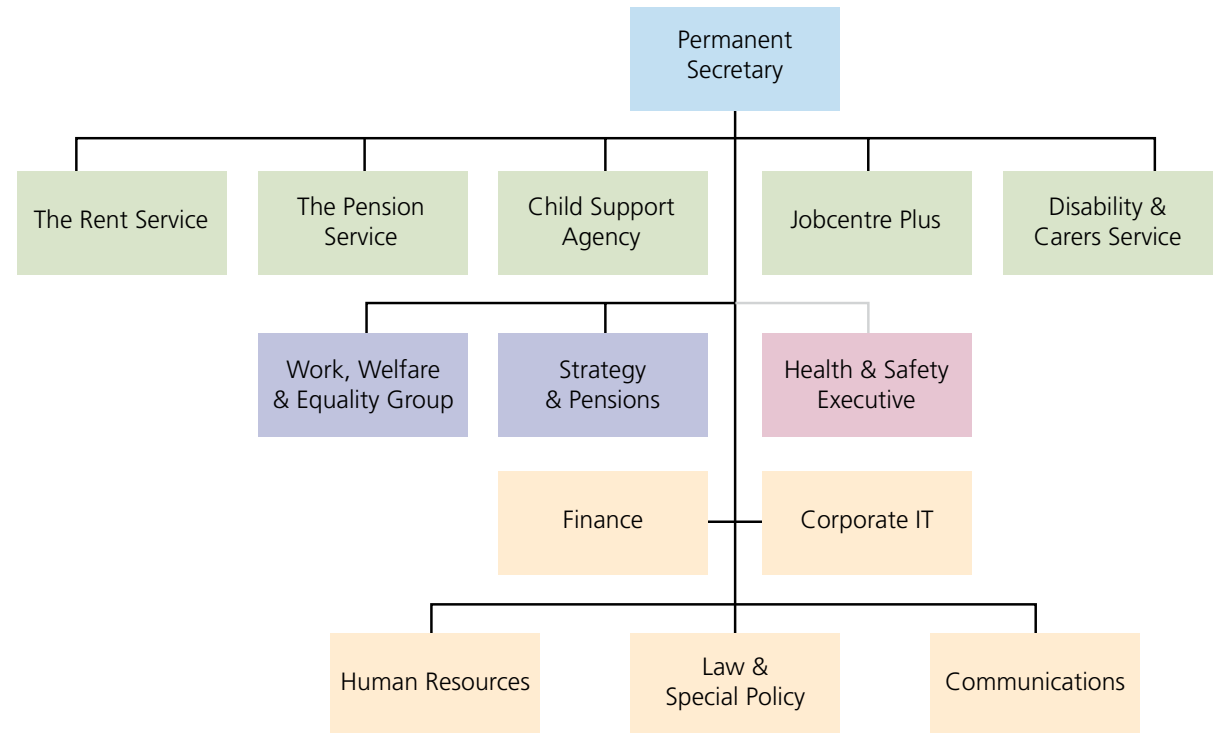 Permanent
Secretary
The Rent Service
The Pension
Service
Child Support
Agency
Jobcentre Plus
Disability &
Carers Service
Work, Welfare
& Equality Group
Strategy
& Pensions
Health & Safety
Executive
Finance
Corporate IT
Human Resources
Law &
Special Policy
Communications